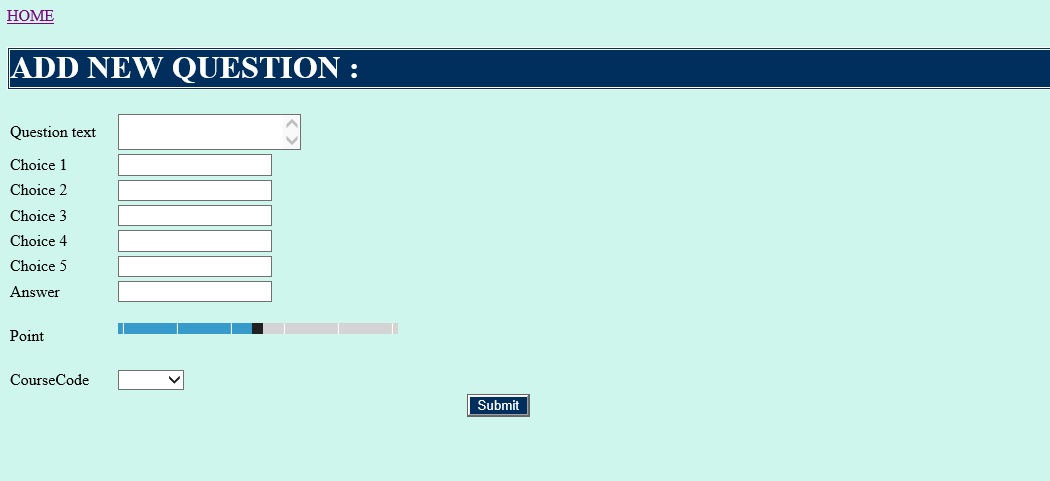 HOME
ADD NEW QUESTION :
Question text
Choice 1
Choice 2
Choice 3
Choice 4
Choice 5
Answer
Point
CourseCode
Submit